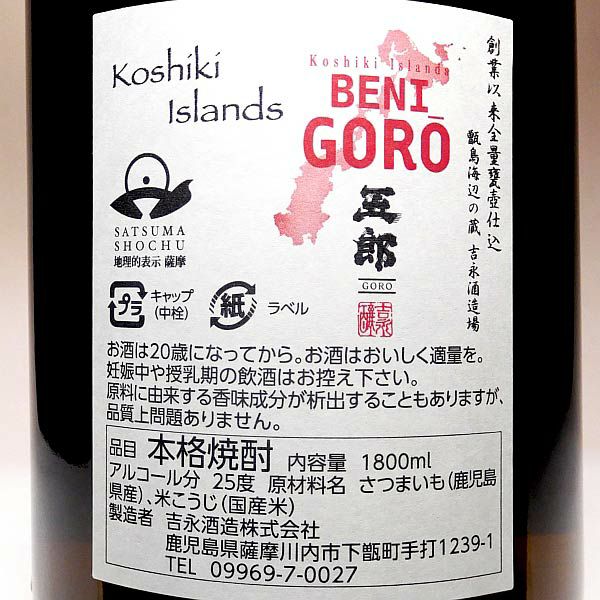 Koshiki
Islands
Koshiki Islands
BENI_
GORO
五郎
GORO
創業以来全量甕壺仕込
甑島海辺の蔵 吉永酒造場
SATSUMA
SHOCHU
地理的表示 薩摩
プラ
キャップ
(中栓)
紙
ラベル
お酒は20歳になってから。お酒はおいしく適量を。
妊娠中や授乳期の飲酒はお控え下さい。
原料に由来する香味成分が析出することもありますが、
品質上問題ありません。
品目 本格焼酎 内容量 1800ml
アルコール分 25度 原材料名 さつまいも(鹿児島
県産)、米こうじ(国産米)
製造者 吉永酒造株式会社
鹿児島県薩摩川内市下甑町手打1239-1
TEL 09969-7-0027